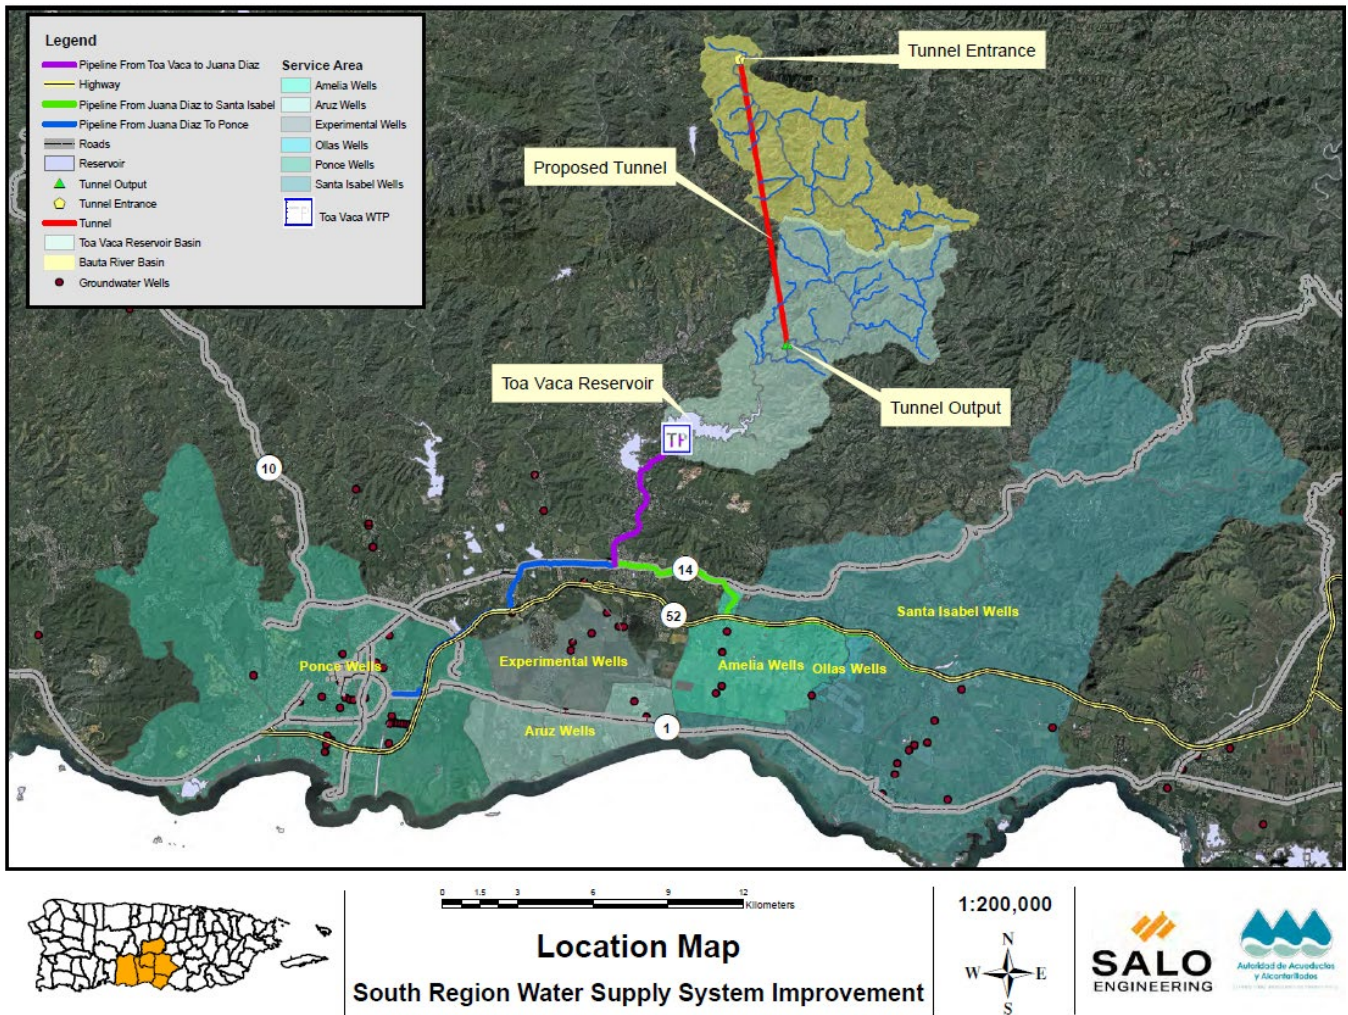 Legend
Pipeline From Toa Vaca to Juana Diaz
Highway
Pipeline From Juana Diaz to Santa Isabel
Pipeline From Juana Diaz To Ponce
Roads
Reservoir
Tunnel Output
Tunnel Entrance
Tunnel
Toa Vaca Reservoir Basin
Bauta River Basin
Groundwater Wells
Service Area
Amelia Wells
Aruz Wells
Experimental Wells
Ollas Wells
Ponce Wells
Santa Isabel Wells
TP
Toa Vaca WTP
Tunnel Entrance
Proposed Tunnel
Toa Vaca Reservoir
Tunnel Output
TP
10
14
52
1
Santa Isabel Wells
Ponce Wells
Experimental Wells
Amelia Wells
Ollas Wells
Aruz Wells
0 1.5 3 6 9 12
Kilometers
Location Map
South Region Water Supply System Improvement
1:200,000
N
W E
S
SALO
ENGINEERING
Autoridad de Acueductos
y Alcantarillados